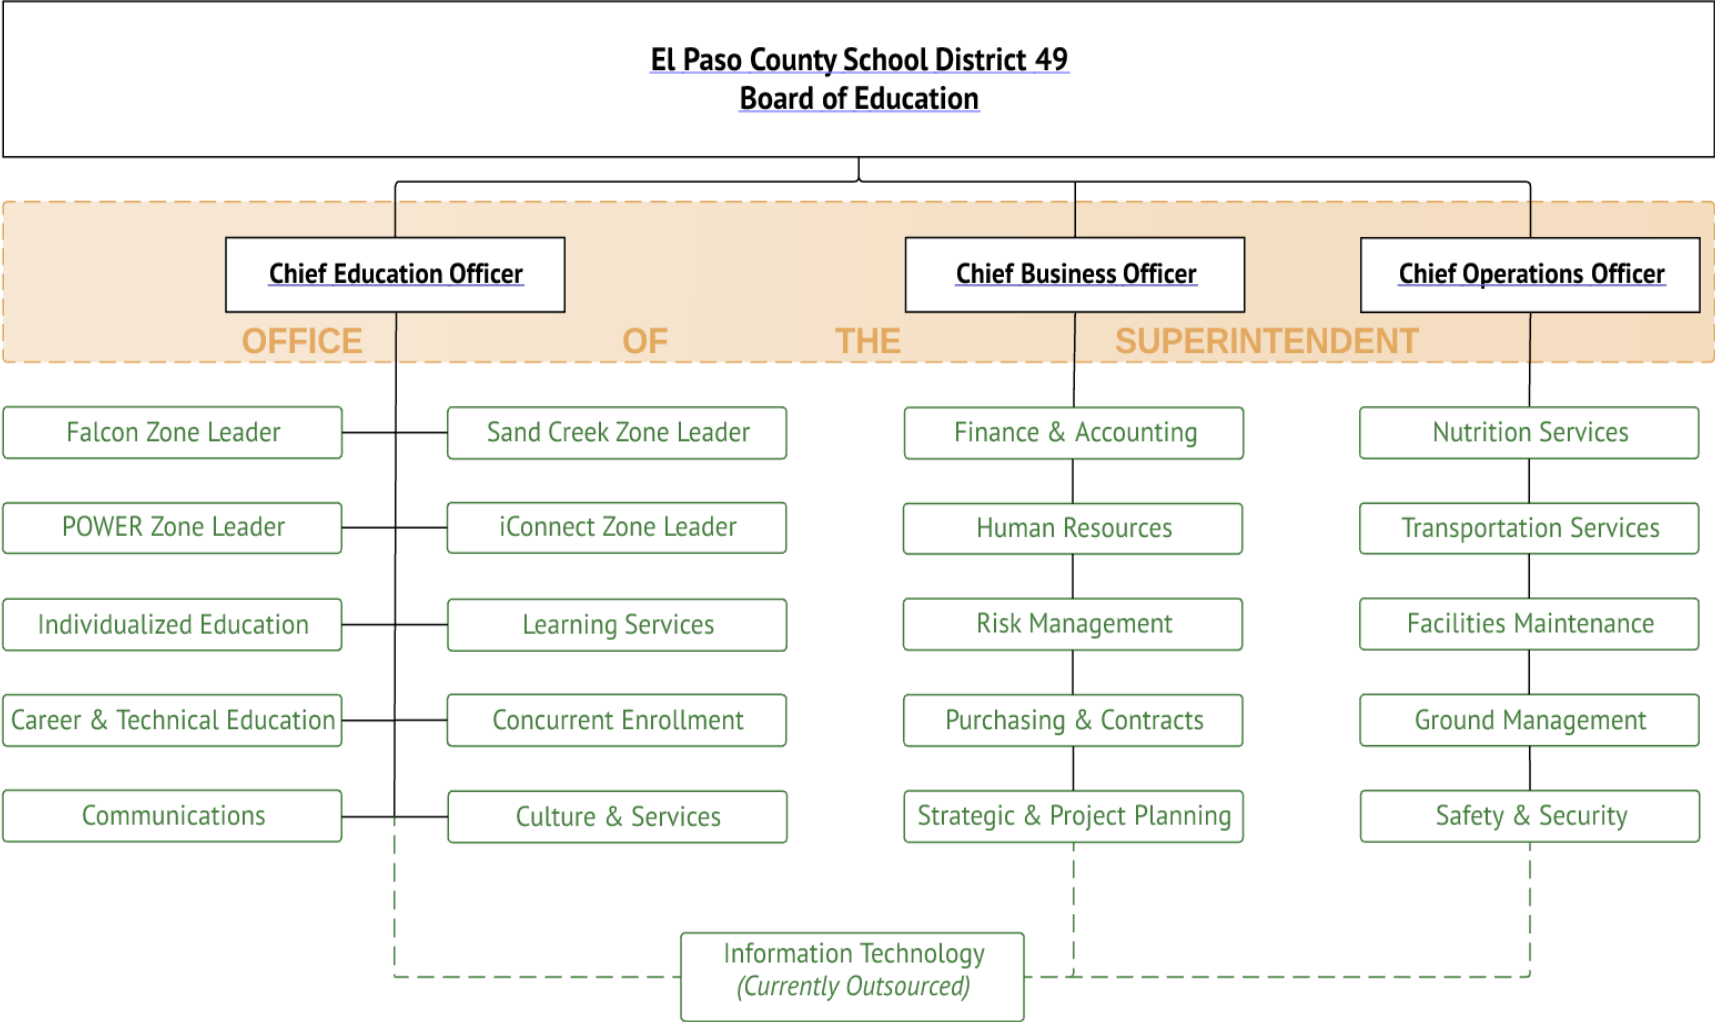 El Paso County School District 49
Board of Education
Chief Education Officer
Chief Business Officer
Chief Operations Officer
OFFICE OF THE SUPERINTENDENT
Falcon Zone Leader
Sand Creek Zone Leader
Finance & Accounting
Nutrition Services
POWER Zone Leader
iConnect Zone Leader
Human Resources
Transportation Services
Individualized Education
Learning Services
Risk Management
Facilities Maintenance
Career & Technical Education
Concurrent Enrollment
Purchasing & Contracts
Ground Management
Communications
Culture & Services
Strategic & Project Planning
Safety & Security
Information Technology
(Currently Outsourced)